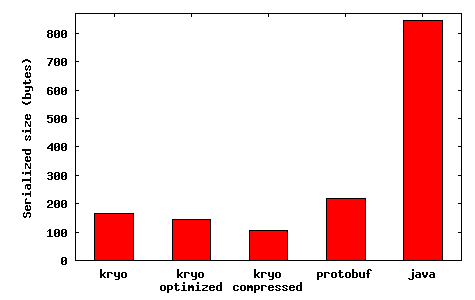 Serialized size (bytes)
800
700
600
500
400
300
200
100
0
kryo
kryo optimized
kryo compressed
protobuf
java